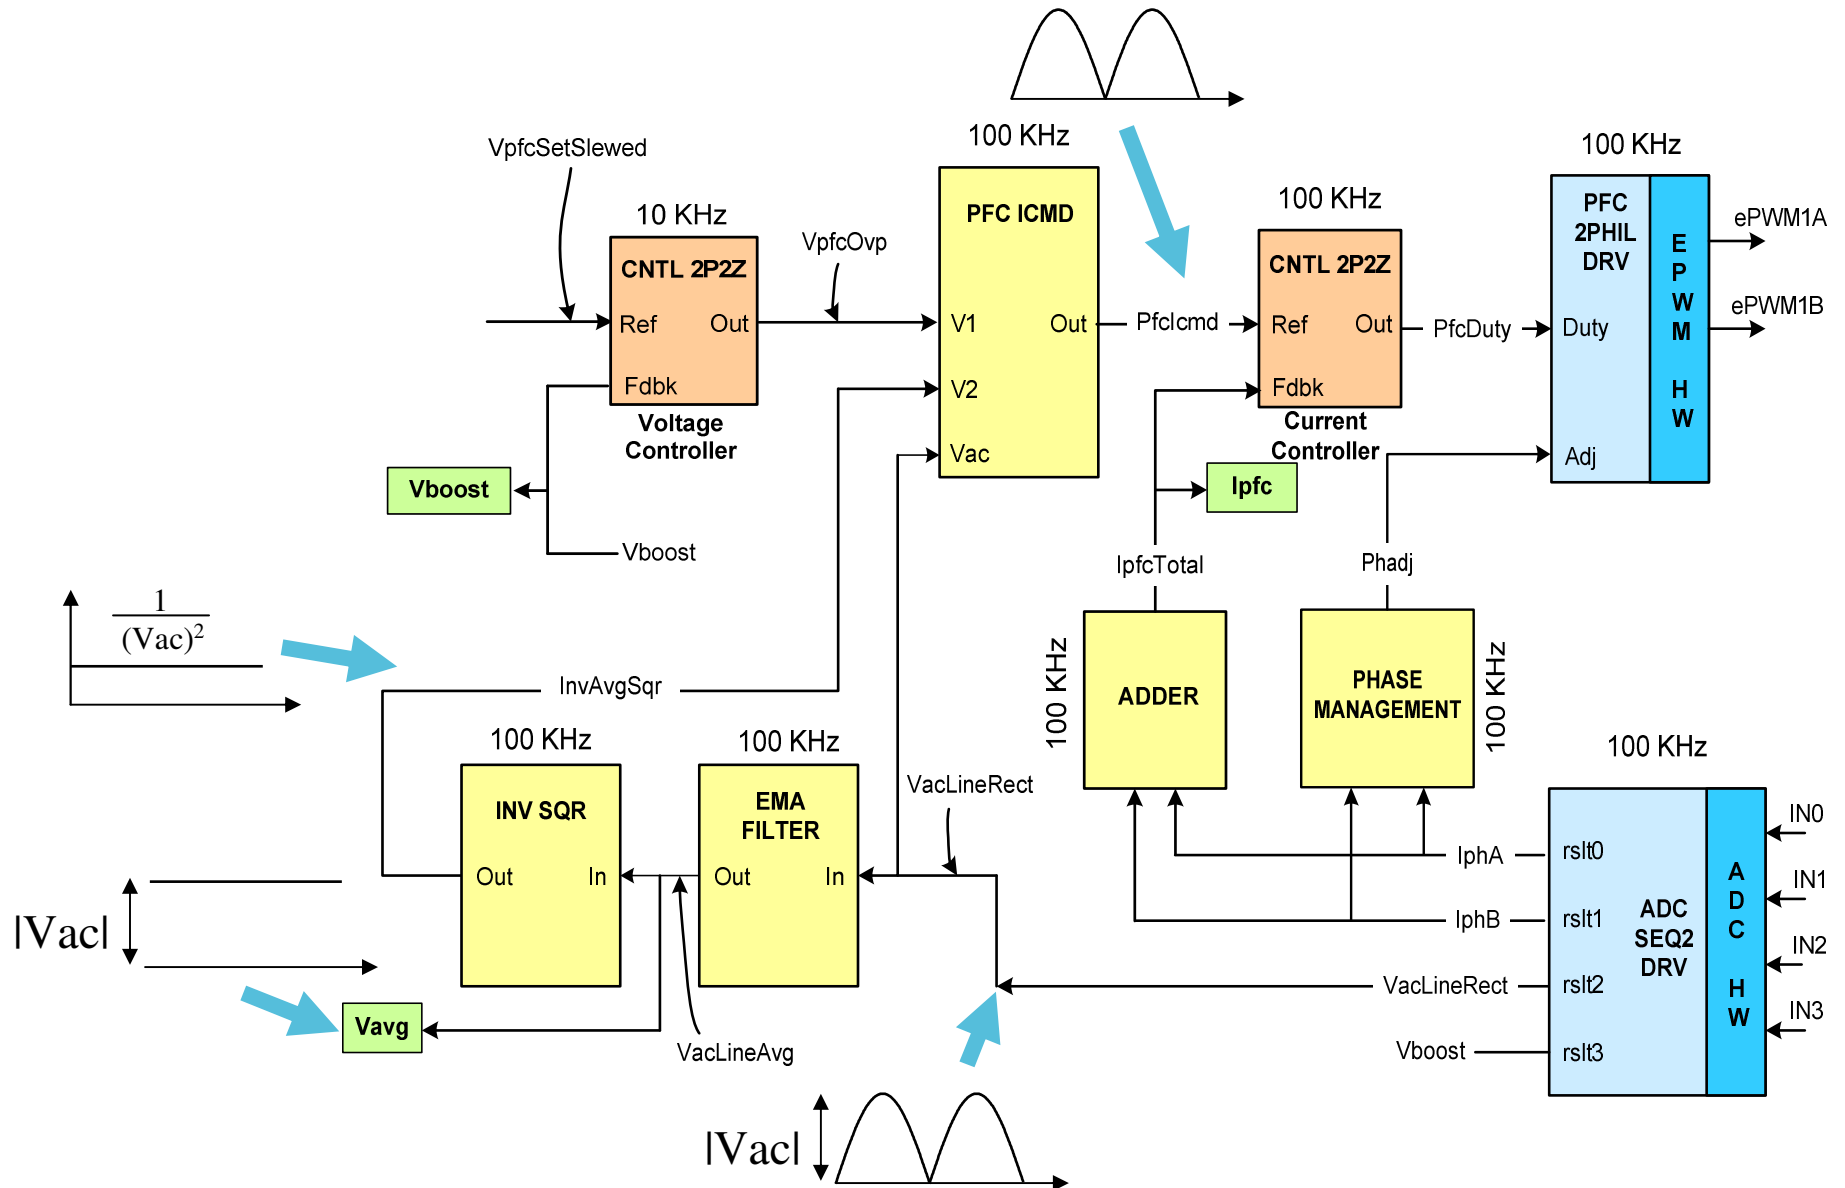 100 KHz
100 KHz
VpfcSetSlewed
PFC ICMD
100 KHz
10 KHz
PFC
2PHIL
DRV
ePWM1A
VpfcOvp
CNTL 2P2Z
CNTL 2P2Z
E
P
W
M
H
W
ePWM1B
Ref
Out
V1
Out
PfcIcmd
Ref
Out
PfcDuty
Duty
Fdbk
V2
Fdbk
Voltage
Controller
Current
Controller
Vac
Adj
Vboost
Ipfc
Vboost
IpfcTotal
Phadj
1
(Vac)2
InvAvgSqr
100 KHz
ADDER
PHASE
MANAGEMENT
100 KHz
100 KHz
100 KHz
100 KHz
VacLineRect
INV SQR
EMA
FILTER
IN0
IphA
rslt0
Out
In
Out
In
A
D
C
H
W
IN1
IphB
rslt1
ADC
SEQ2
DRV
|Vac|
IN2
VacLineRect
rslt2
IN3
Vavg
VacLineAvg
Vboost
rslt3
|Vac|